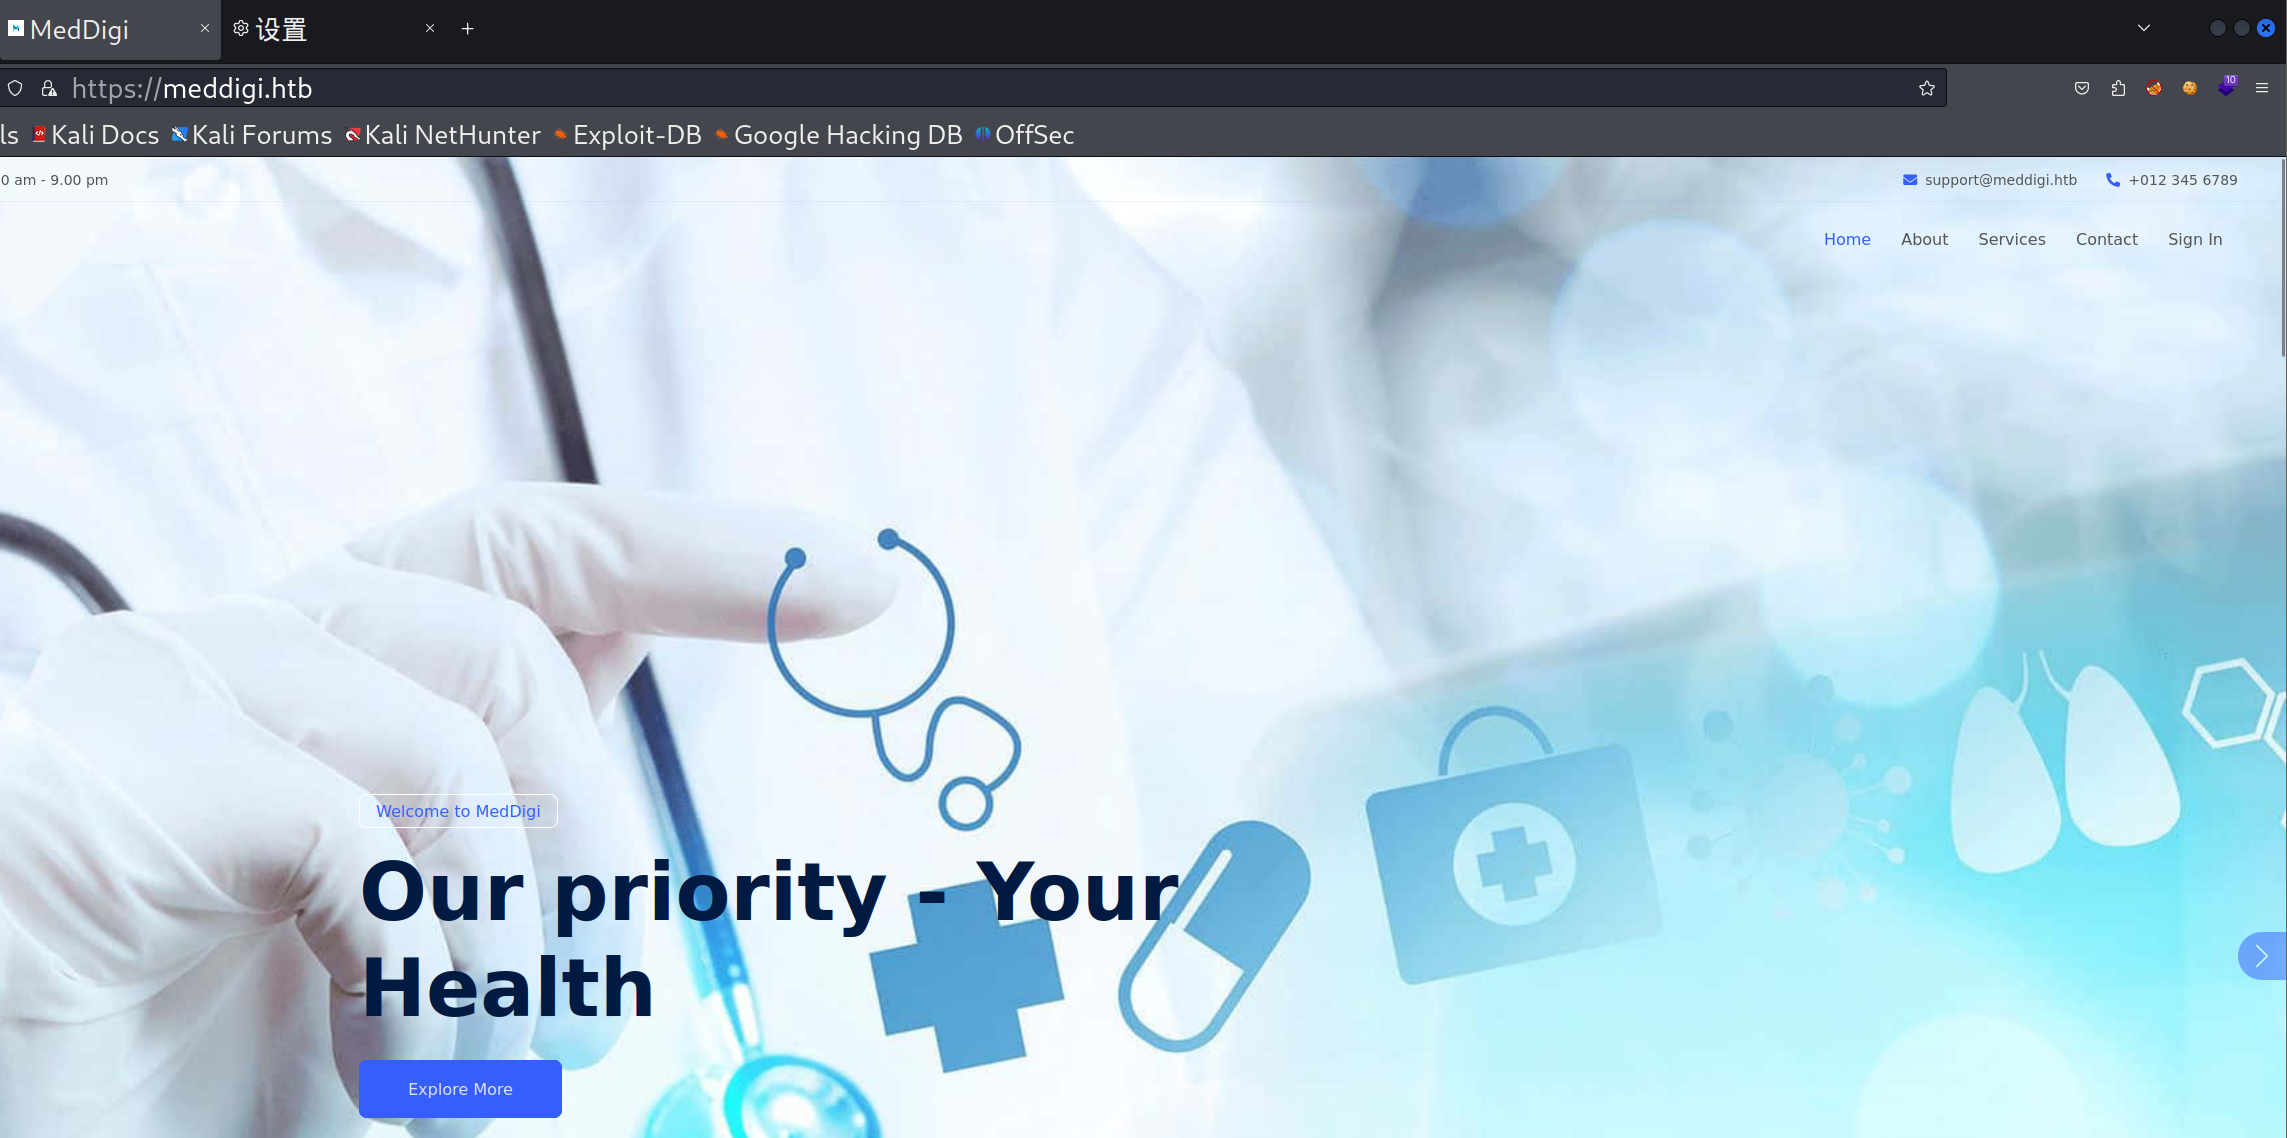 MedDigi
设置
https://meddigi.htb
10
ls Kali Docs Kali Forums Kali NetHunter Exploit-DB Google Hacking DB OffSec
0 am - 9.00 pm support@meddigi.htb +012 345 6789
Home About Services Contact Sign In
Welcome to MedDigi
Our priority - Your
Health
Explore More